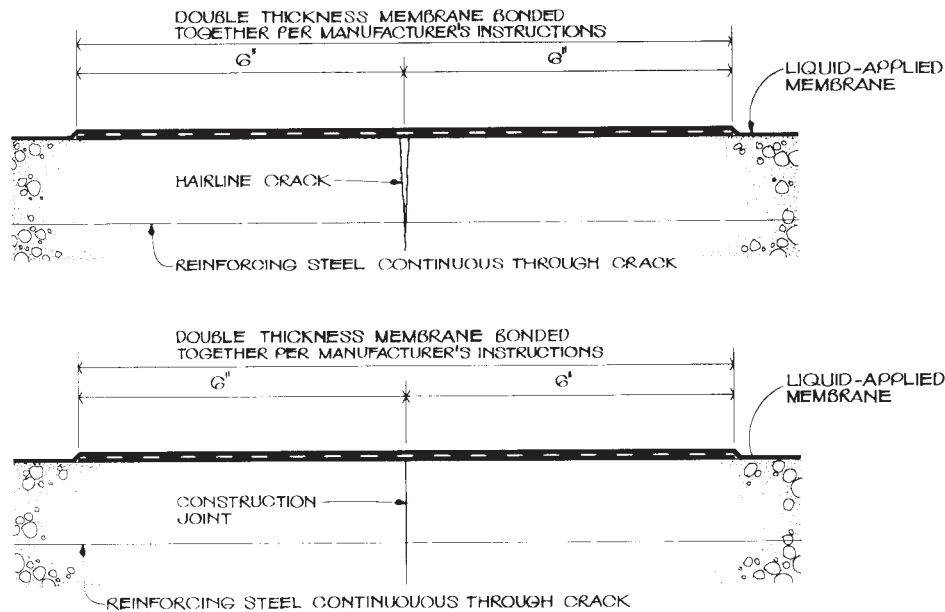 DOUBLE THICKNESS MEMBRANE BONDED
TOGETHER PER MANUFACTURER'S INSTRUCTIONS
6" 6"
LIQUID-APPLIED
MEMBRANE
HAIRLINE CRACK
REINFORCING STEEL CONTINUOUS THROUGH CRACK
DOUBLE THICKNESS MEMBRANE BONDED
TOGETHER PER MANUFACTURER'S INSTRUCTIONS
6" 6"
LIQUID-APPLIED
MEMBRANE
CONSTRUCTION
JOINT
REINFORCING STEEL CONTINUOUOUS THROUGH CRACK